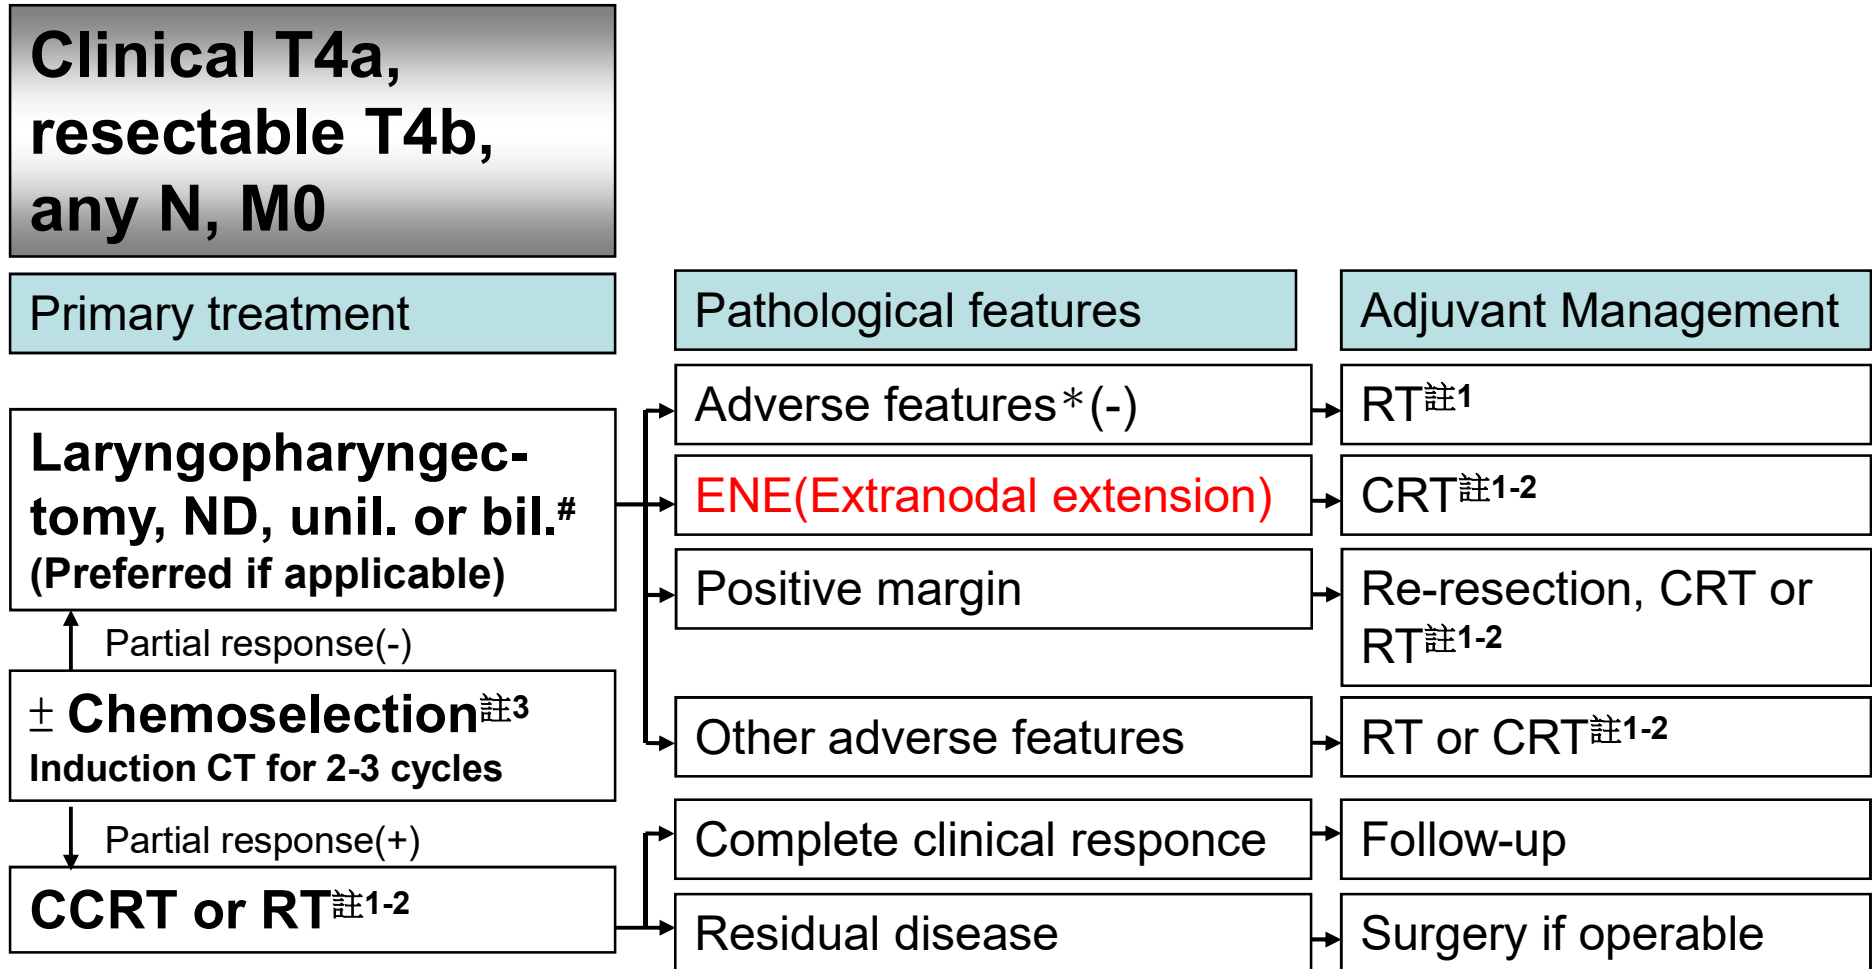 Clinical T4a,
resectable T4b,
any N, M0
Primary treatment
Pathological features
Adjuvant Management
Laryngopharyngec-
tomy, ND, unil. or bil.#
(Preferred if applicable)
Partial response(-)
± Chemoselection註3
Induction CT for 2-3 cycles
Partial response(+)
CCRT or RT註1-2
Adverse features*(-)
RT註1
ENE(Extranodal extension)
CRT註1-2
Positive margin
Re-resection, CRT or
RT註1-2
Other adverse features
RT or CRT註1-2
Complete clinical responce
Follow-up
Residual disease
Surgery if operable